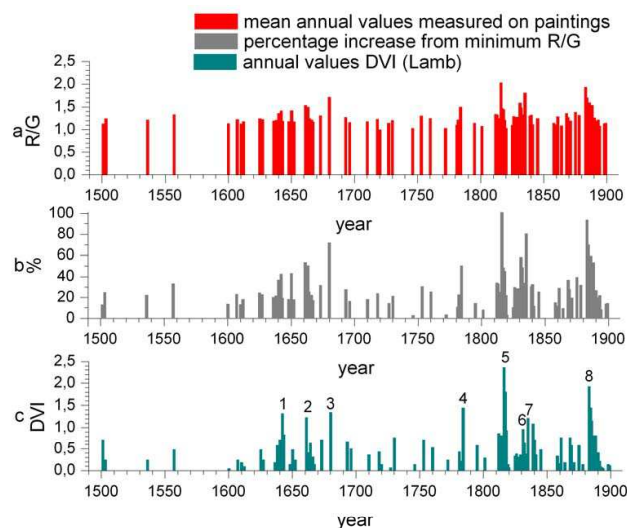 mean annual values measured on paintings
percentage increase from minimum R/G
annual values DVI (Lamb)
a
R/G
2,5
2,0
1,5
1,0
0,5
0,0
1500 1550 1600 1650 1700 1750 1800 1850 1900
year
b
%
100
80
60
40
20
0
1500 1550 1600 1650 1700 1750 1800 1850 1900
year
c
DVI
2,5
2,0
1,5
1,0
0,5
0,0
1 2 3 4 5 6 7 8
1500 1550 1600 1650 1700 1750 1800 1850 1900
year